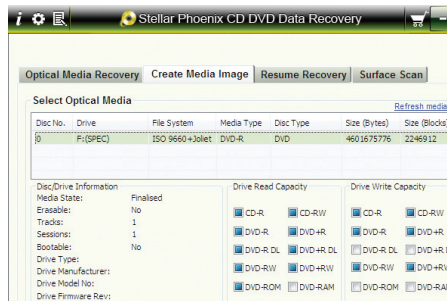 i Stellar Phoenix CD DVD Data Recovery
Optical Media Recovery Create Media Image Resume Recovery Surface Scan
Select Optical Media
Refresh media
Disc No. Drive File System Media Type Disc Type Size (Bytes) Size (Blocks)
0 F:(SPEC) ISO 9660+Joliet DVD-R DVD 4601675776 2246912
Disc/Drive Information Drive Read Capacity Drive Write Capacity
Media State: Finalised
Erasable: No CD-R CD-RW CD-R CD-RW
Tracks: 1
Sessions: 1 DVD-R DVD+R DVD-R DVD+R
Bootable: No DVD-R DL DVD+R DL DVD-R DL DVD+R
Drive Type:
Drive Manufacturer: DVD-RW DVD+RW DVD-RW DVD+RW
Drive Model No: DVD-ROM DVD-RAM DVD-ROM DVD-RA
Drive Firmware Rev: